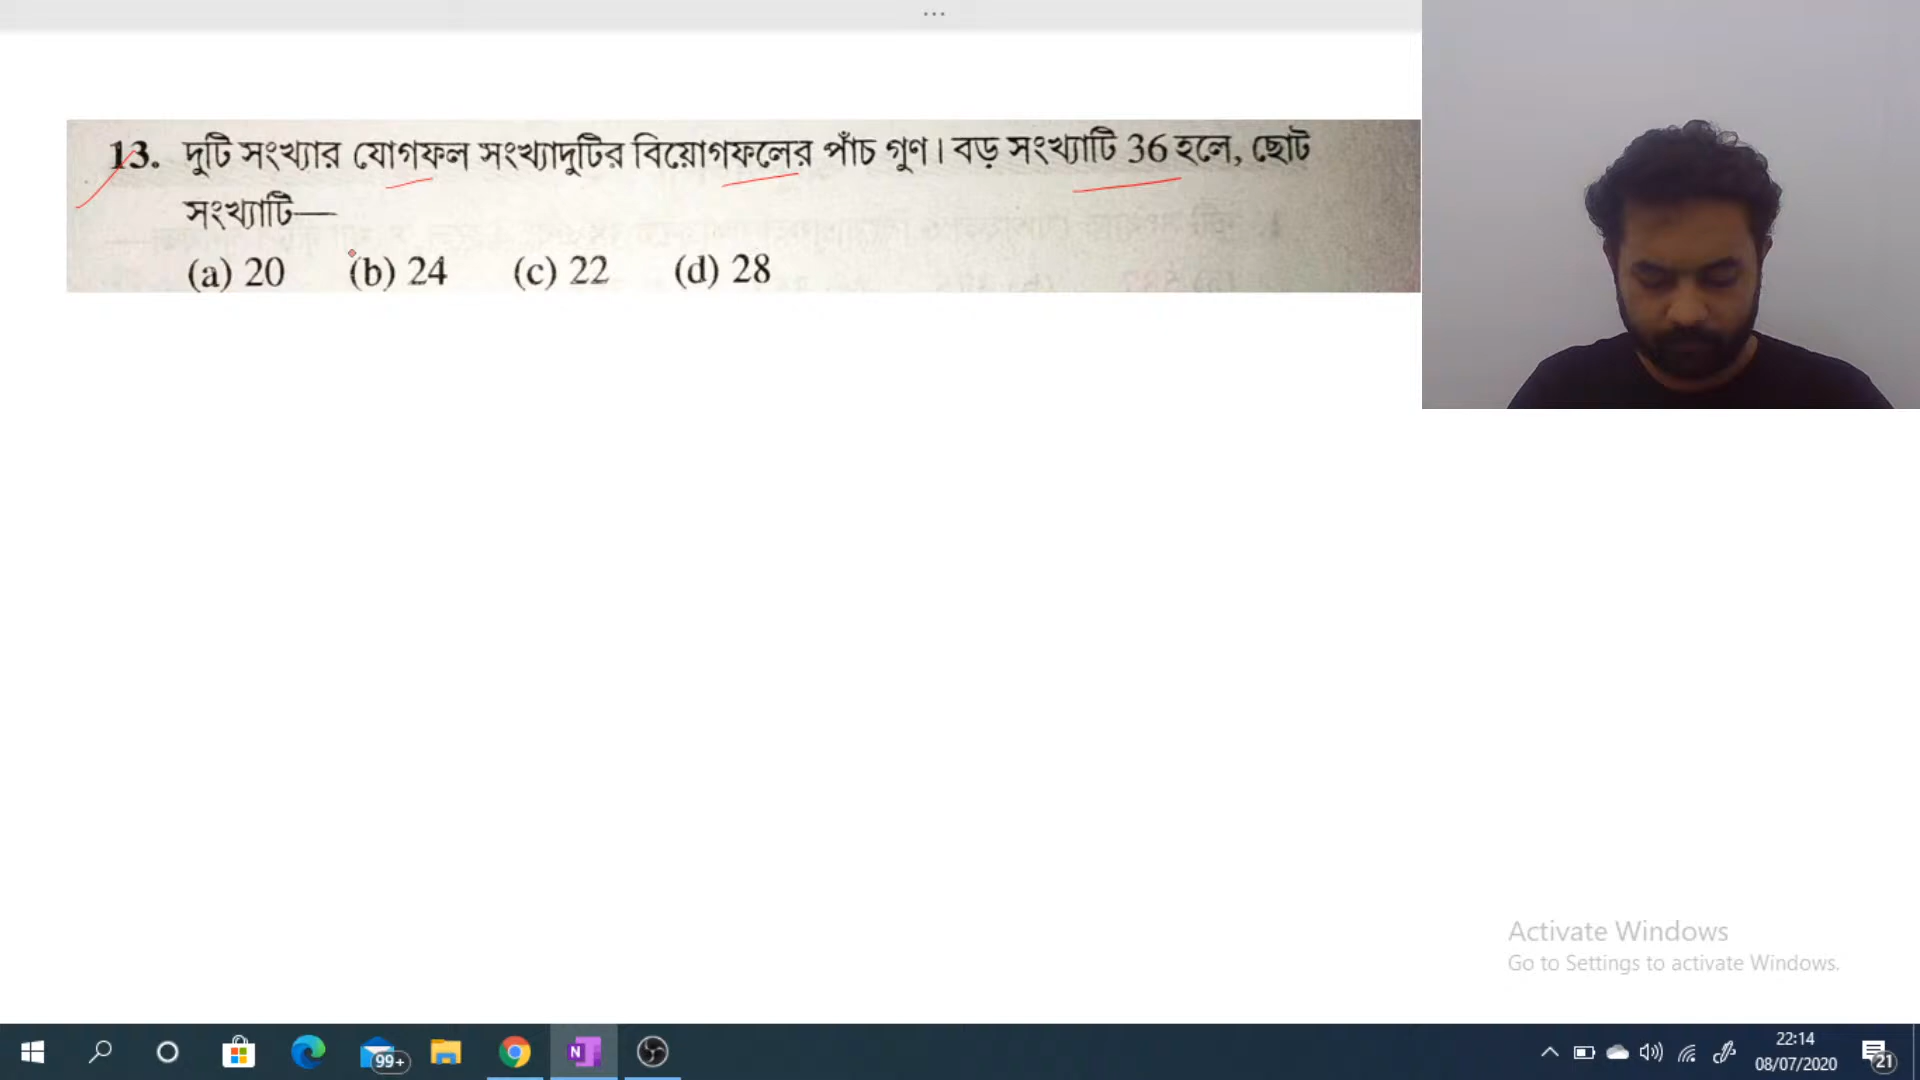 ...
13. দুটি সংখ্যার যোগফল সংখ্যাদুটির বিয়োগফলের পাঁচ গুণ। বড় সংখ্যাটি 36 হলে, ছোট
সংখ্যাটি—
(a) 20 (b) 24 (c) 22 (d) 28
Activate Windows
Go to Settings to activate Windows.
99+
22:14
08/07/2020
21